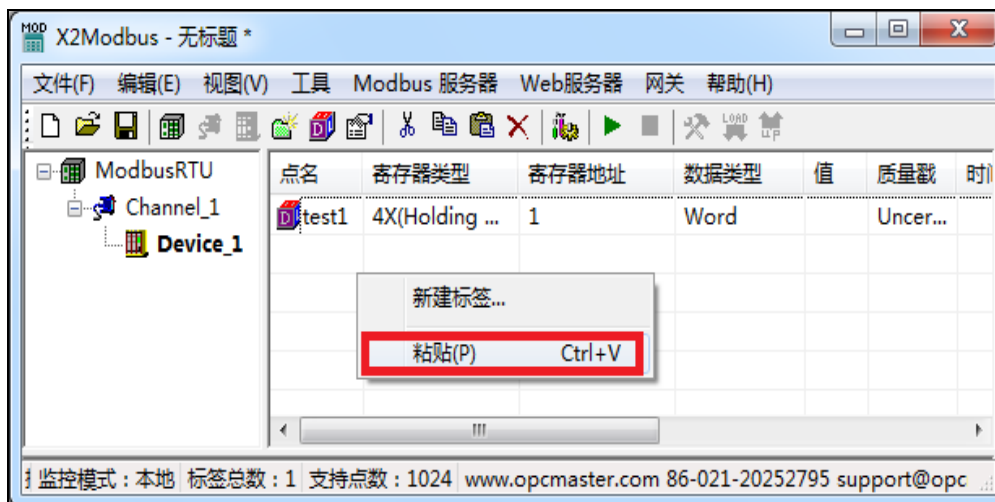 MOD X2Modbus - 无标题 *
文件(F) 编辑(E) 视图(V) 工具 Modbus 服务器 Web服务器 网关 帮助(H)
LOAD UP
ModbusRTU
Channel_1
Device_1
点名 寄存器类型 寄存器地址 数据类型 值 质量戳
test1 4X(Holding ... 1 Word Uncer...
新建标签...
粘贴(P) Ctrl+V
监控模式：本地 标签总数：1 支持点数：1024 www.opcmaster.com 86-021-20252795 support@opc